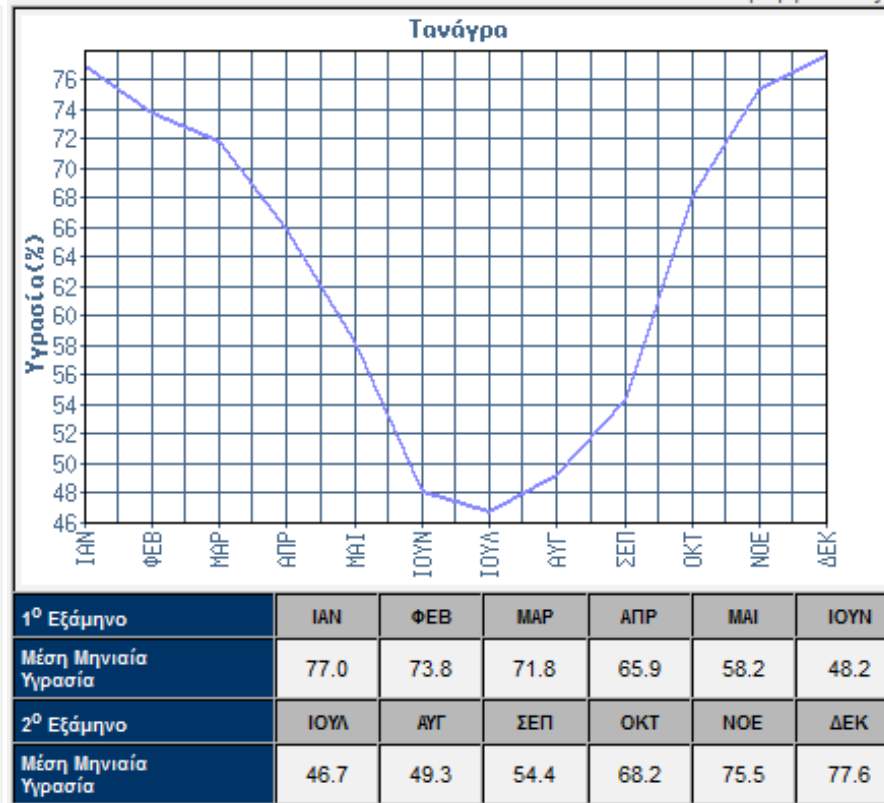 Τανάγρα
Υγρασία(%)
76
74
72
70
68
66
64
62
60
58
56
54
52
50
48
46
ΙΑΝ ΦΕΒ ΜΑΡ ΑΠΡ ΜΑΙ ΙΟΥΝ ΙΟΥΛ ΑΥΓ ΣΕΠ ΟΚΤ ΝΟΕ ΔΕΚ
1º Εξάμηνο ΙΑΝ ΦΕΒ ΜΑΡ ΑΠΡ ΜΑΙ ΙΟΥΝ
Μέση Μηνιαία
Υγρασία 77.0 73.8 71.8 65.9 58.2 48.2
2º Εξάμηνο ΙΟΥΛ ΑΥΓ ΣΕΠ ΟΚΤ ΝΟΕ ΔΕΚ
Μέση Μηνιαία
Υγρασία 46.7 49.3 54.4 68.2 75.5 77.6